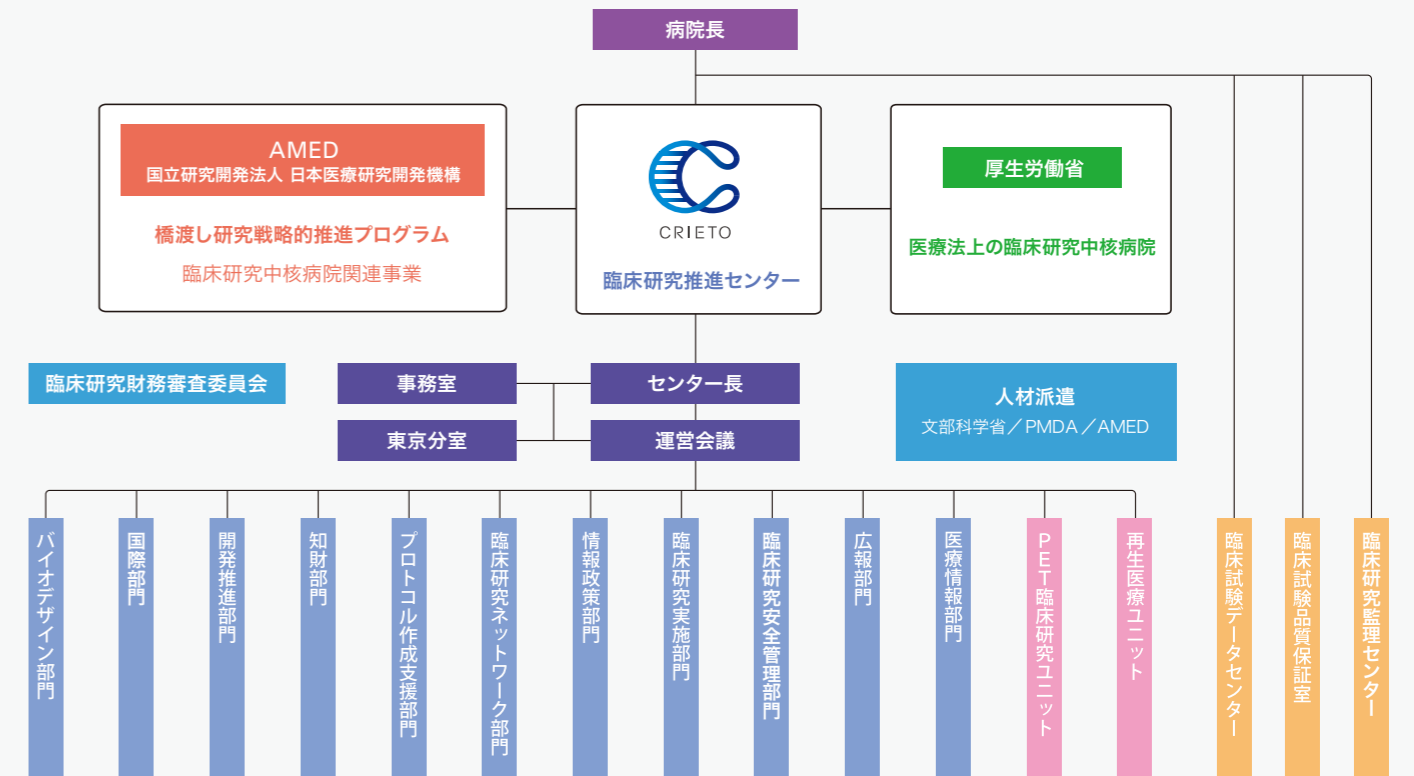 病院長
AMED
国立研究開発法人 日本医療研究開発機構
橋渡し研究戦略的推進プログラム
臨床研究中核病院関連事業
CRIETO
臨床研究推進センター
厚生労働省
医療法上の臨床研究中核病院
臨床研究財務審査委員会
事務室
センター長
東京分室
運営会議
人材派遣
文部科学省／PMDA／AMED
バイオデザイン部門
国際部門
開発推進部門
知財部門
プロトコル作成支援部門
臨床研究ネットワーク部門
情報政策部門
臨床研究実施部門
臨床研究安全管理部門
広報部門
医療情報部門
PET臨床研究ユニット
再生医療ユニット
臨床試験データセンター
臨床試験品質保証室
臨床研究監理センター